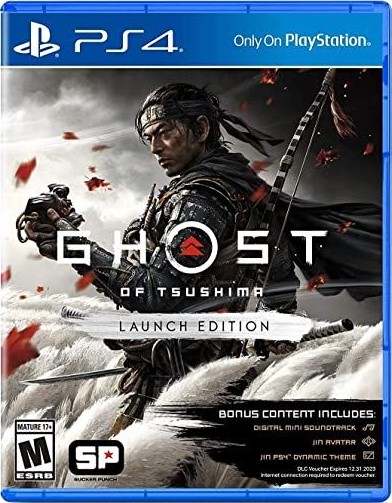 PS4
Only On PlayStation®
GHOST
OF TSUSHIMA
LAUNCH EDITION
BONUS CONTENT INCLUDES:
DIGITAL MINI SOUNDTRACK
JIN AVATAR
JIN PS4™ DYNAMIC THEME
DLC Voucher Expires 12.31.2023
Internet connection required to redeem voucher.
MATURE 17+
M
ESRB
SP
SUCKER PUNCH